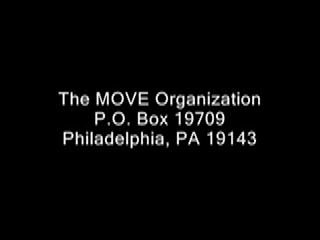 The MOVE Organization
P.O. Box 19709
Philadelphia, PA 19143